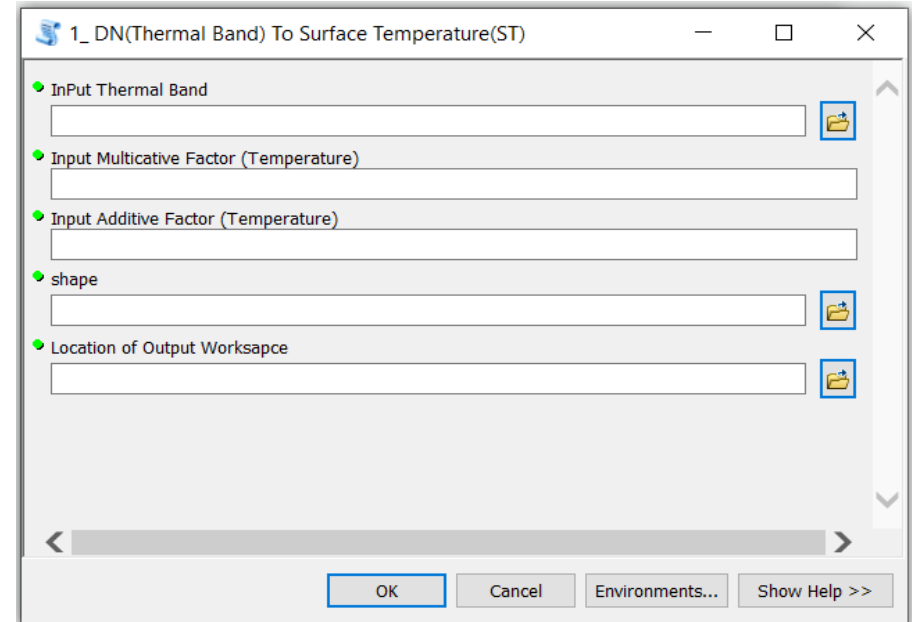 1_ DN(Thermal Band) To Surface Temperature(ST)
InPut Thermal Band
Input Multicative Factor (Temperature)
Input Additive Factor (Temperature)
shape
Location of Output Worksapce
OK Cancel Environments... Show Help >>